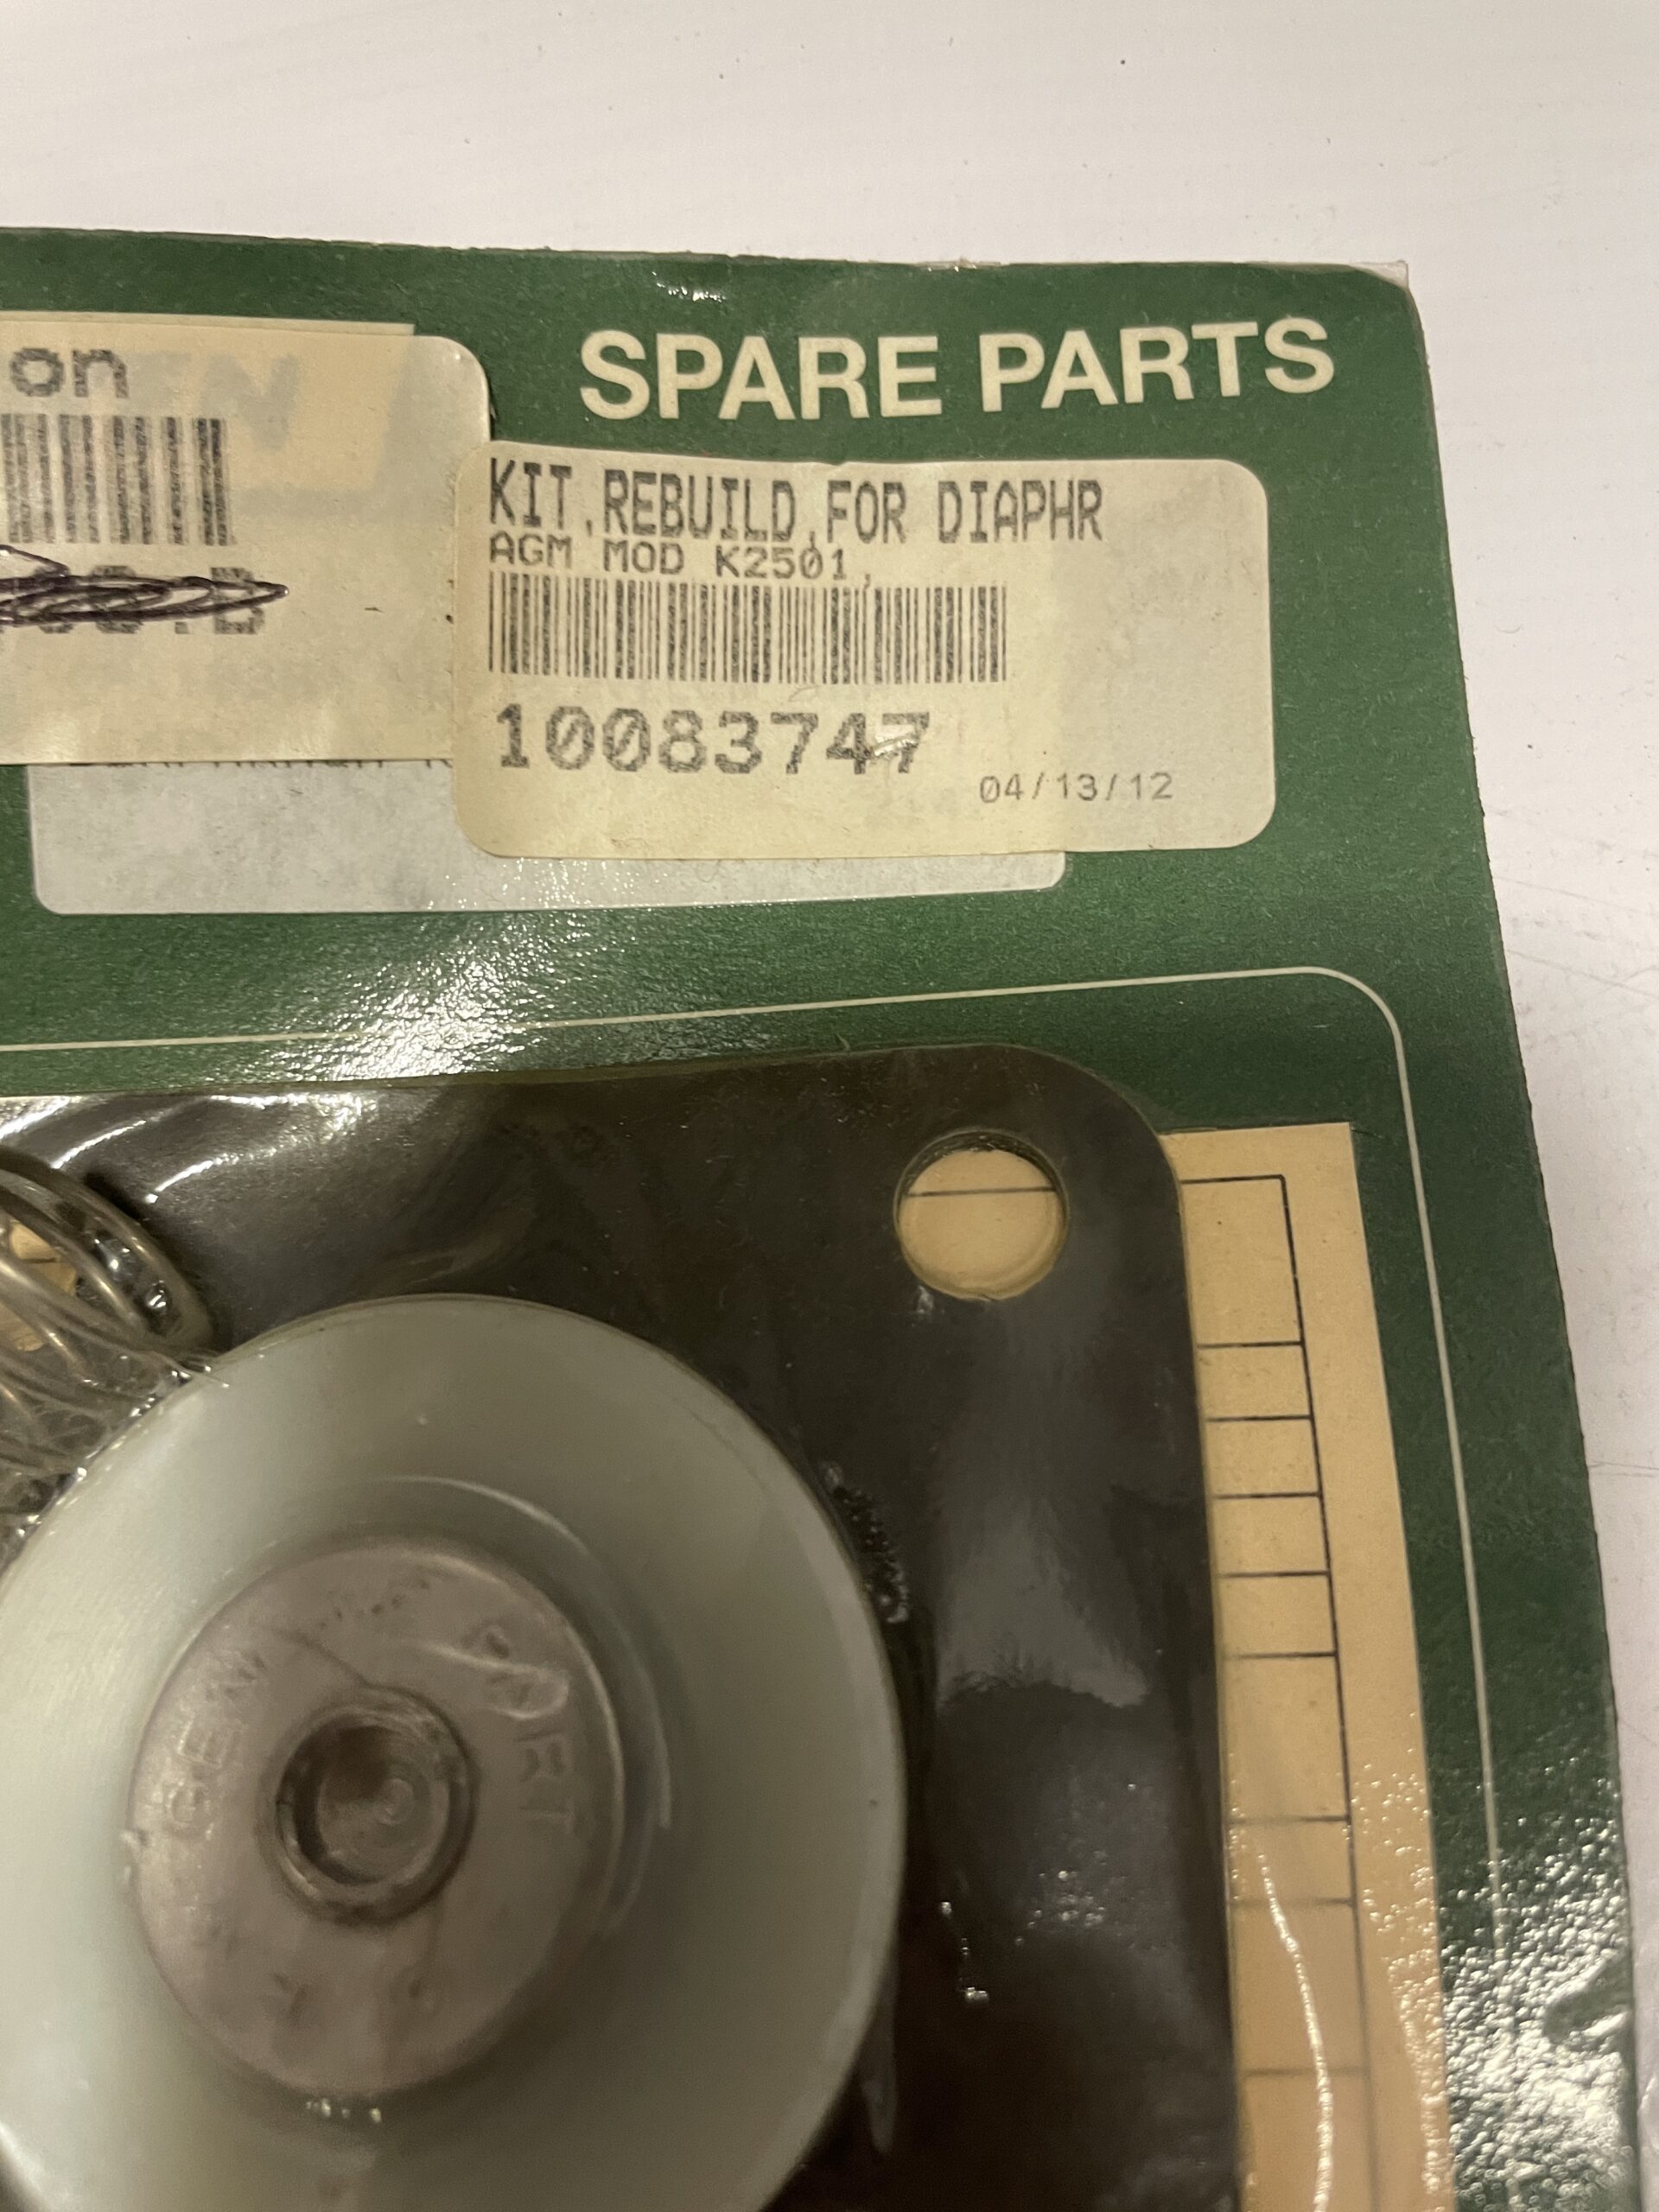 SPARE PARTS
on
KIT,REBUILD,FOR DIAPHR
AGM MOD K2501,
10083747
04/13/12